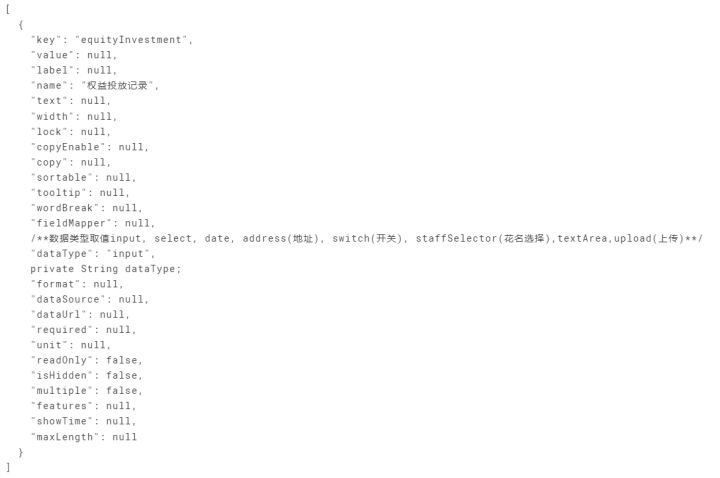 [
  {
    "key": "equityInvestment",
    "value": null,
    "label": null,
    "name": "权益投放记录",
    "text": null,
    "width": null,
    "lock": null,
    "copyEnable": null,
    "copy": null,
    "sortable": null,
    "tooltip": null,
    "wordBreak": null,
    "fieldMapper": null,
    /**数据类型取值input, select, date, address(地址), switch(开关), staffSelector(花名选择),textArea,upload(上传)**/
    "dataType": "input",
    private String dataType;
    "format": null,
    "dataSource": null,
    "dataUrl": null,
    "required": null,
    "unit": null,
    "readOnly": false,
    "isHidden": false,
    "multiple": false,
    "features": null,
    "showTime": null,
    "maxLength": null
  }
]